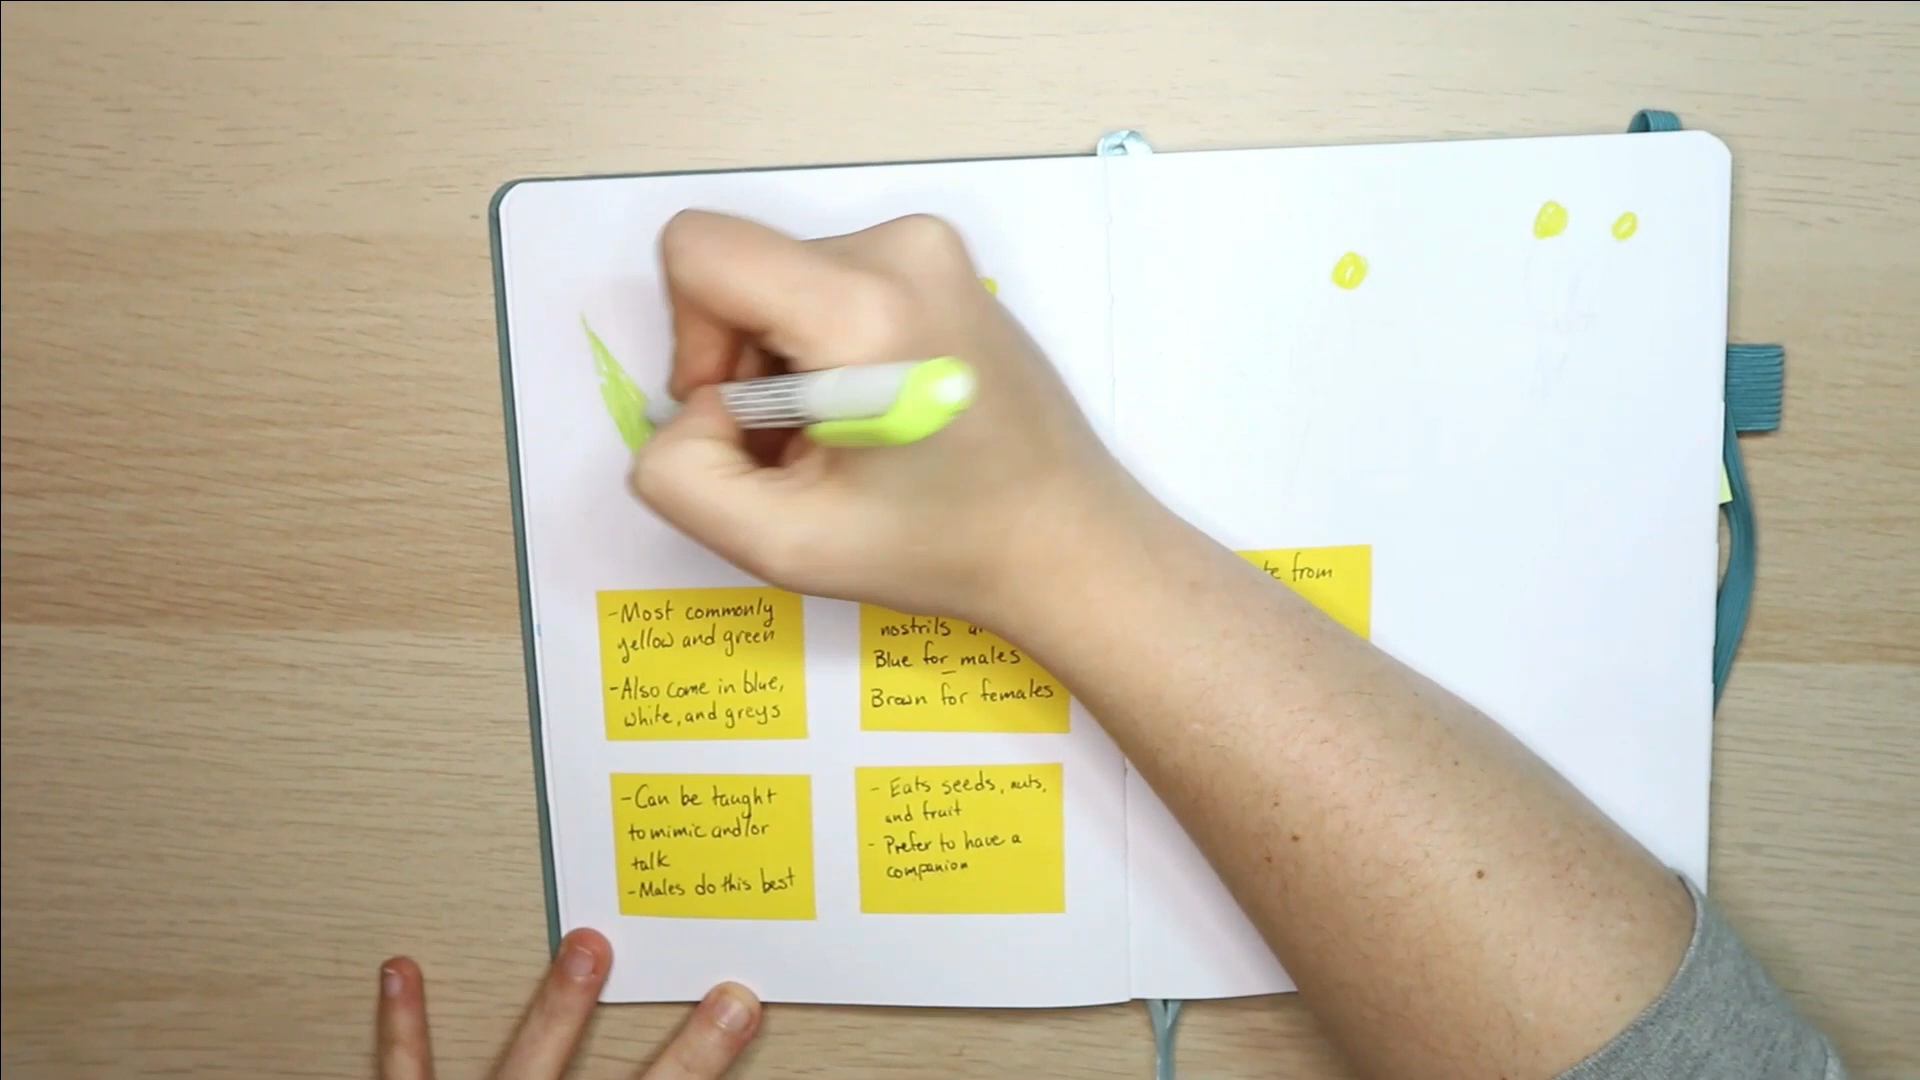 -Most commonly
yellow and green
-Also come in blue,
white, and greys
nostrils
Blue for males
Brown for females
from
-Can be taught
to mimic and/or
talk
-Males do this best
- Eats seeds, nuts,
and fruit
- Prefer to have a
companion